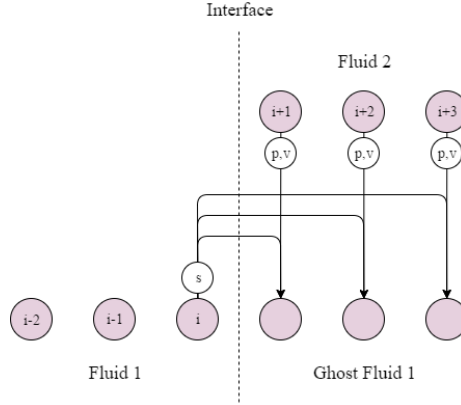 Interface
Fluid 2
i+1 i+2 i+3
p,v p,v p,v
s
i-2 i-1 i
Fluid 1 Ghost Fluid 1